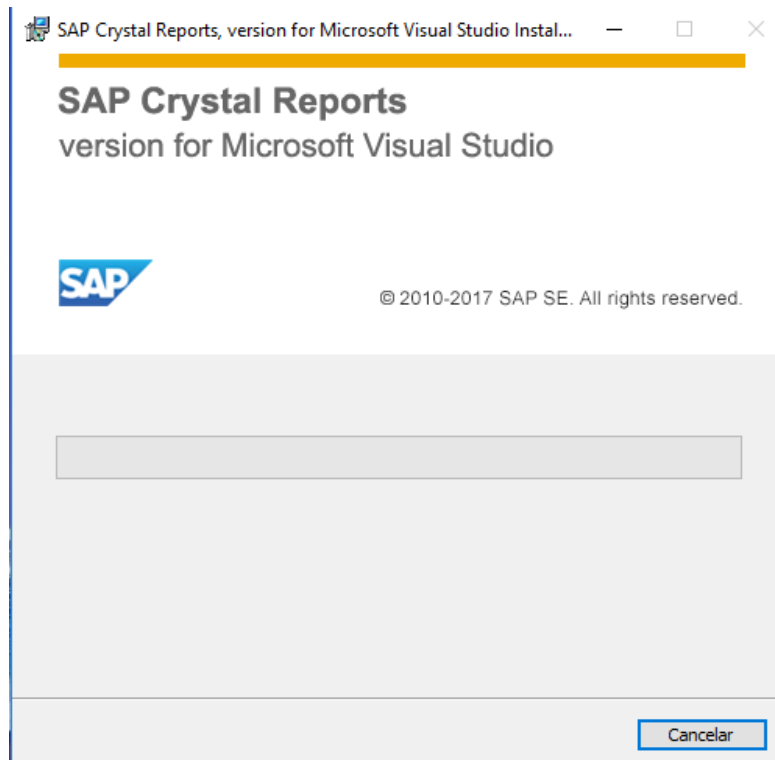 SAP Crystal Reports, version for Microsoft Visual Studio Instal...
SAP Crystal Reports
version for Microsoft Visual Studio
SAP
© 2010-2017 SAP SE. All rights reserved.
Cancelar